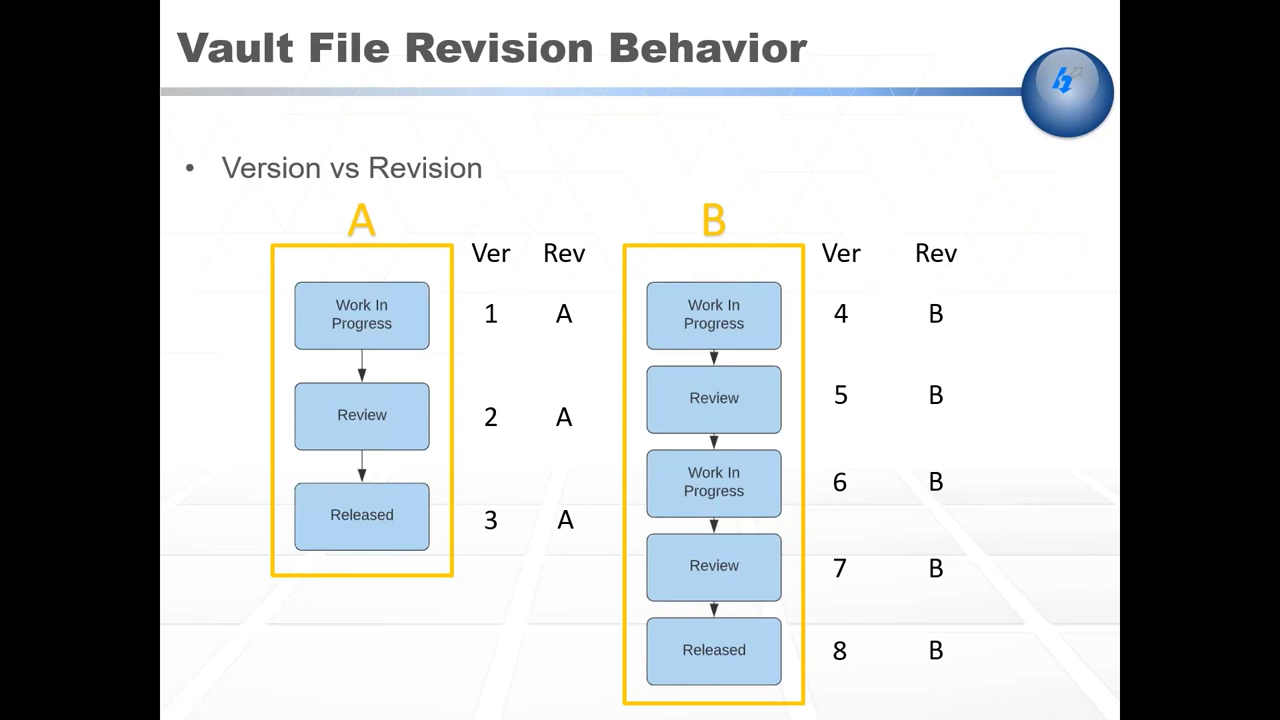 Vault File Revision Behavior
• Version vs Revision
A
Ver Rev
Work In
Progress
1 A
Review
2 A
Released
3 A
B
Ver Rev
Work In
Progress
4 B
Review
5 B
Work In
Progress
6 B
Review
7 B
Released
8 B